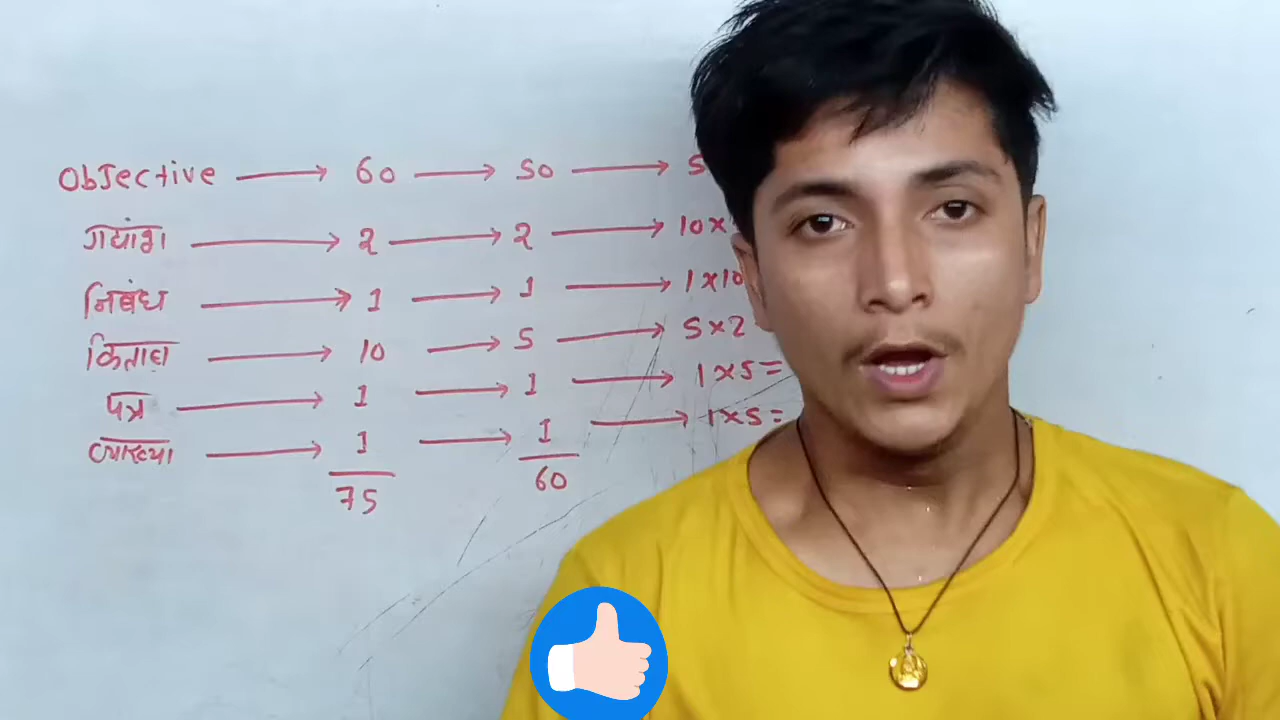 Objective → 60 → 50 → 5
गद्यांश → 2 → 2 → 10×
निबंध → 1 → 1 → 1×10
किताब → 10 → 5 → 5×2
पत्र → 1 → 1 → 1×5=
व्याख्या → 1 → 1 → 1×5=
75 60